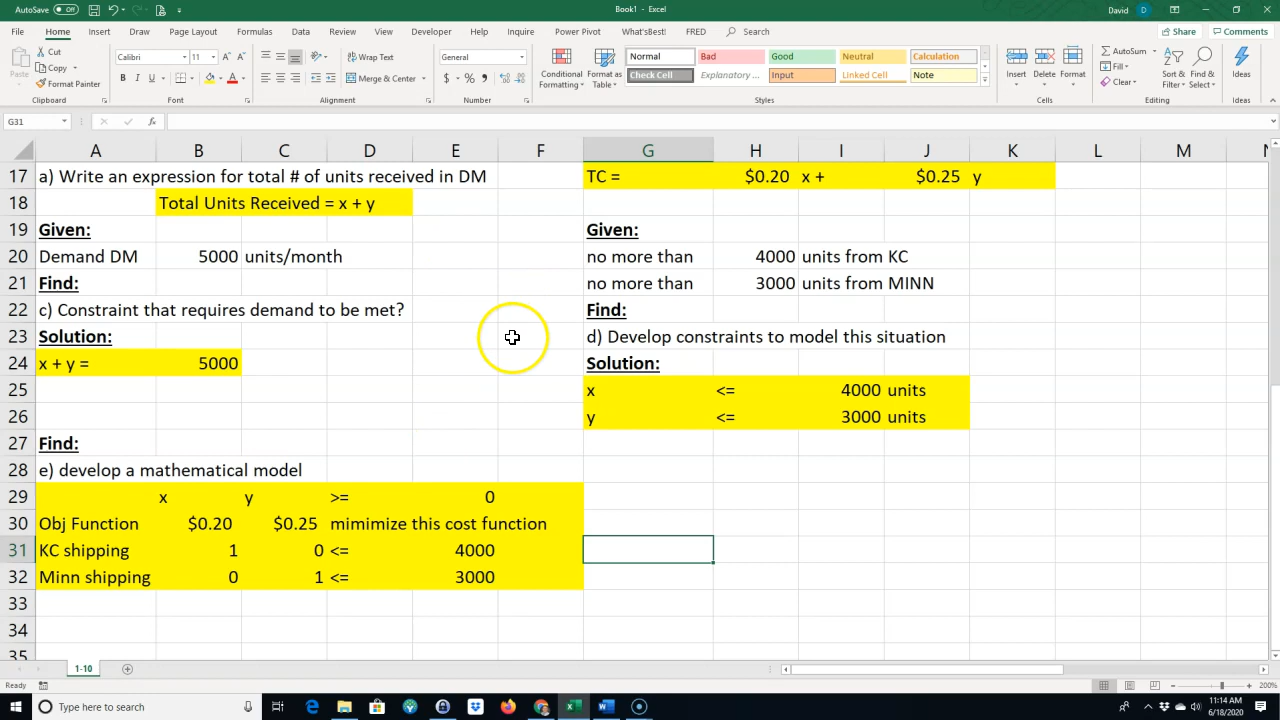 AutoSave Off
Book1 - Excel
David D
File Home Insert Draw Page Layout Formulas Data Review View Developer Help Inquire Power Pivot What'sBest! FRED Search Share Comments
Cut
Copy
Format Painter
Paste
Clipboard
Calibri 11
B I U
Font
Wrap Text
Merge & Center
Alignment
General
$ % ,
Number
Conditional Formatting
Format as Table
Normal Bad Good Neutral Calculation
Check Cell Explanatory ... Input Linked Cell Note
Styles
Insert Delete Format
Cells
AutoSum
Fill
Clear
Sort & Filter
Find & Select
Editing
Ideas
Ideas
G31 fx
A B C D E F G H I J K L M N
17 a) Write an expression for total # of units received in DM TC = $0.20 x + $0.25 y
18 Total Units Received = x + y
19 Given: Given:
20 Demand DM 5000 units/month no more than 4000 units from KC
21 Find: no more than 3000 units from MINN
22 c) Constraint that requires demand to be met? Find:
23 Solution: d) Develop constraints to model this situation
24 x + y = 5000 Solution:
25 x <= 4000 units
26 y <= 3000 units
27 Find:
28 e) develop a mathematical model
29 x y >= 0
30 Obj Function $0.20 $0.25 mimimize this cost function
31 KC shipping 1 0 <= 4000
32 Minn shipping 0 1 <= 3000
33
34
35
1-10
Ready
200%
Type here to search
11:14 AM
6/18/2020